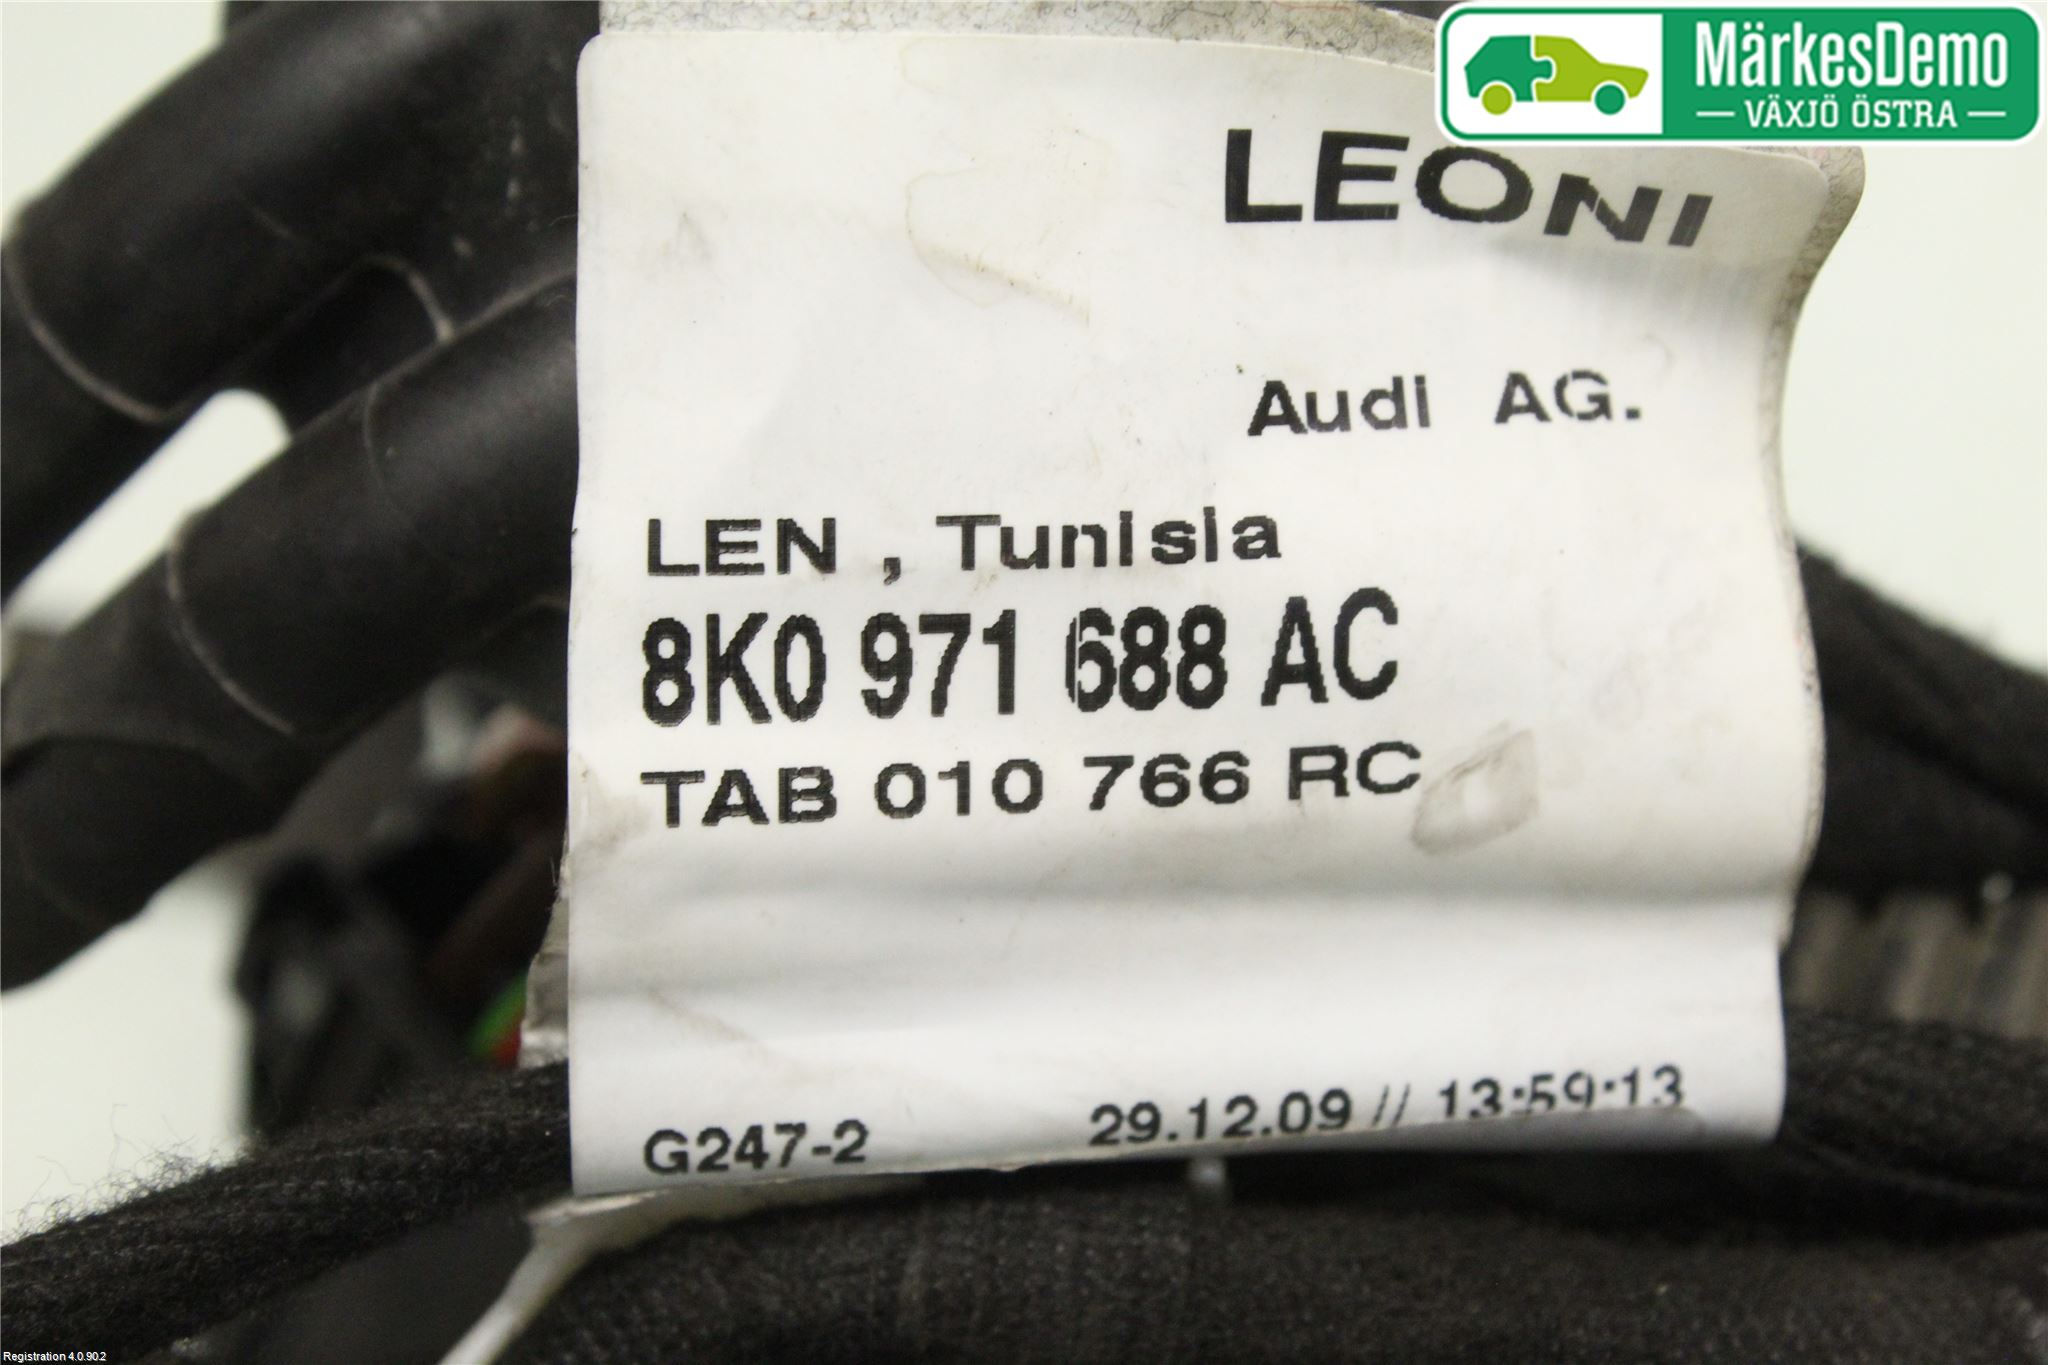 MärkesDemo
VÄXJÖ ÖSTRA
LEONI
Audi AG.
LEN , Tunisia
8K0 971 688 AC
TAB 010 766 RC
G247-2 29.12.09 // 13:59:13
Registration 4.0.90.2